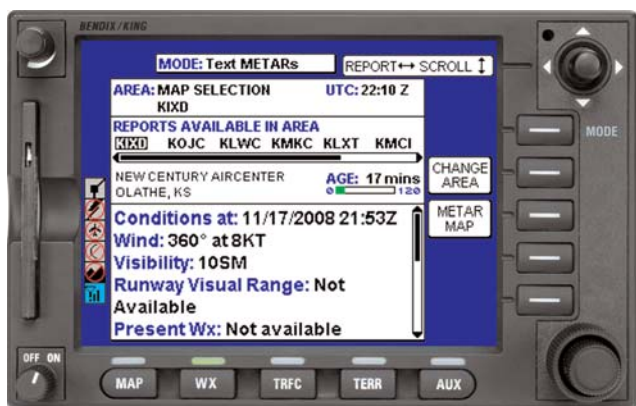 BENDIX/KING
MODE: Text METARs
REPORT↔ SCROLL ↕
AREA: MAP SELECTION UTC: 22:10 Z
KIXD
REPORTS AVAILABLE IN AREA
KIXD KOJC KLWC KMKC KLXT KMCI
MODE
NEW CENTURY AIRCENTER AGE: 17 mins
OLATHE, KS 0 120
CHANGE
AREA
METAR
MAP
Conditions at: 11/17/2008 21:53Z
Wind: 360° at 8KT
Visibility: 10SM
Runway Visual Range: Not
Available
Present Wx: Not available
OFF ON
MAP WX TRFC TERR AUX